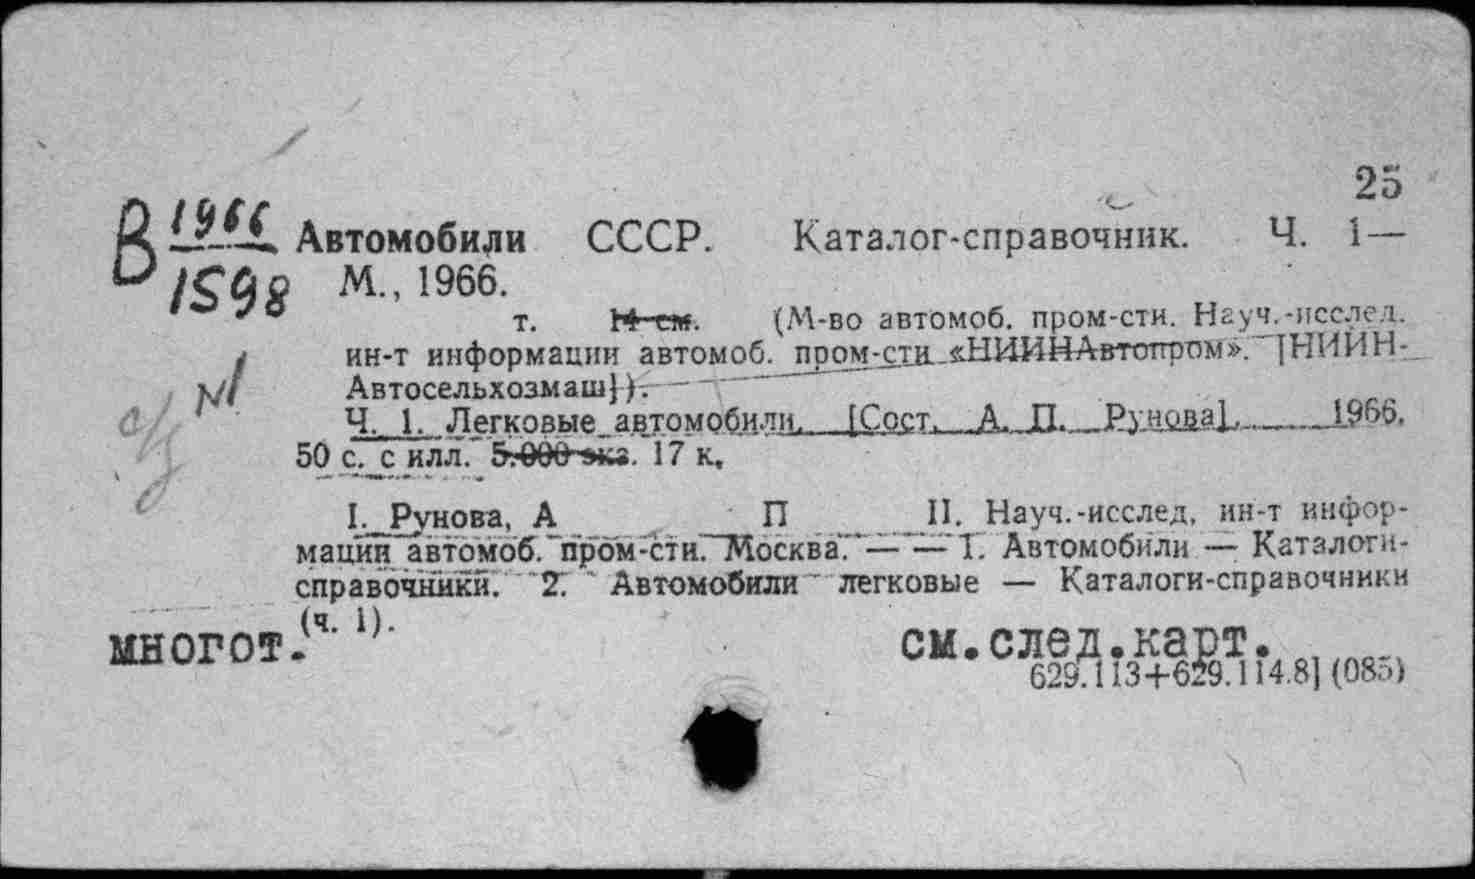 25
В 1966 Автомобили СССР. Каталог-справочник. Ч. 1—
1598 М., 1966.
т. (М-во автомоб. пром-сти. Науч.-исслед.
ин-т информации автомоб. пром-сти «НИИНАвтопром». [НИИН-
Автосельхозмаш]).
Ч. 1. Легковые автомобили. [Сост. А. П. Рунова]. 1966.
50 с. с илл. 5.000 экз. 17 к.
I. Рунова, А П II. Науч.-исслед. ин-т инфор-
мации автомоб. пром-сти. Москва. — — 1. Автомобили — Каталоги-
справочники. 2. Автомобили легковые — Каталоги-справочники
(ч. 1).
многот. см.след.карт.
629.113+629.114.8] (085)